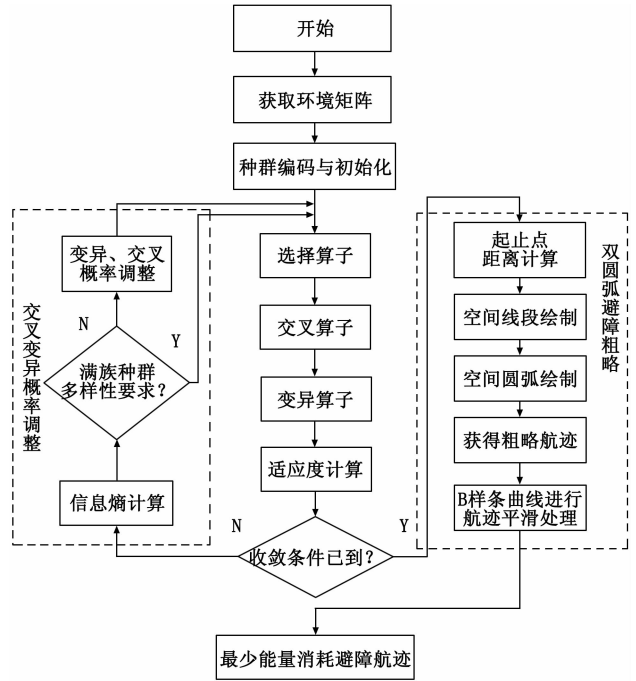 开始
获取环境矩阵
种群编码与初始化
选择算子
交叉算子
变异算子
适应度计算
收敛条件已到?
N
Y
信息熵计算
满族种群
多样性要求?
N
Y
变异、交叉
概率调整
交叉变异概率调整
起止点
距离计算
空间线段绘制
空间圆弧绘制
获得粗略航迹
B样条曲线进行
航迹平滑处理
双圆弧避障粗略
最少能量消耗避障航迹